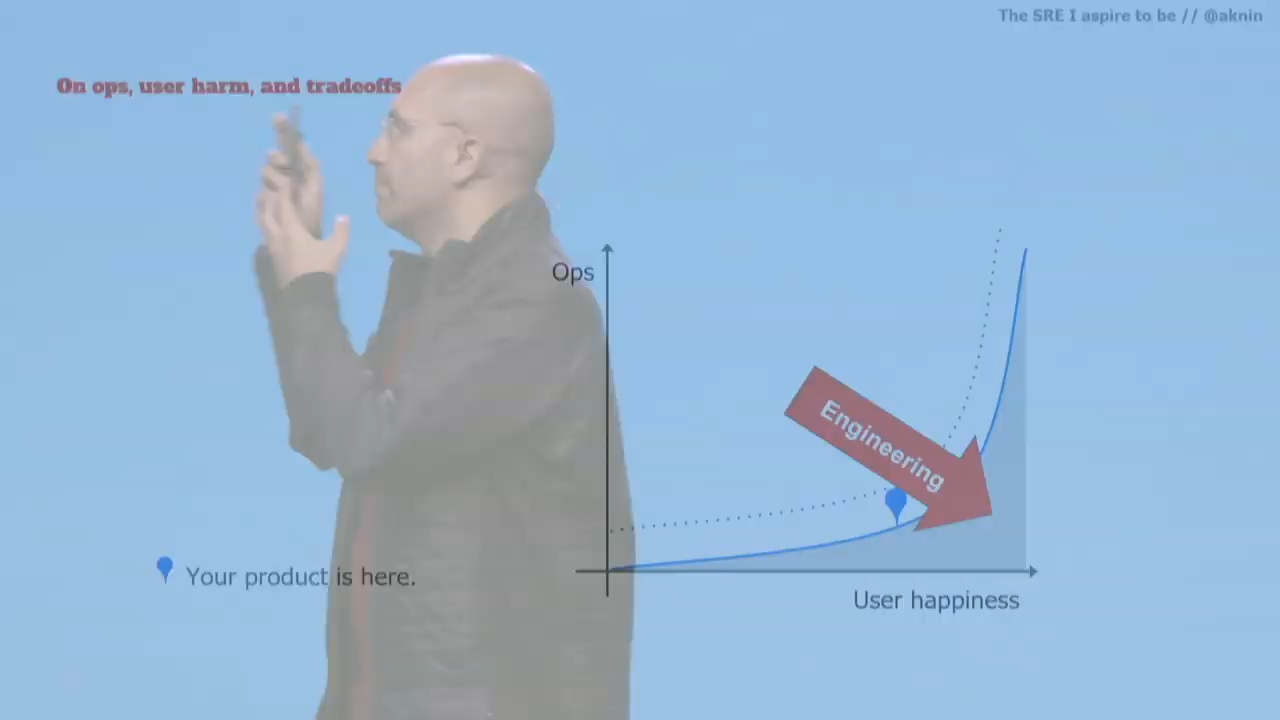 The SRE I aspire to be // @aknin
On ops, user harm, and tradeoffs
Ops
Engineering
Your product is here.
User happiness